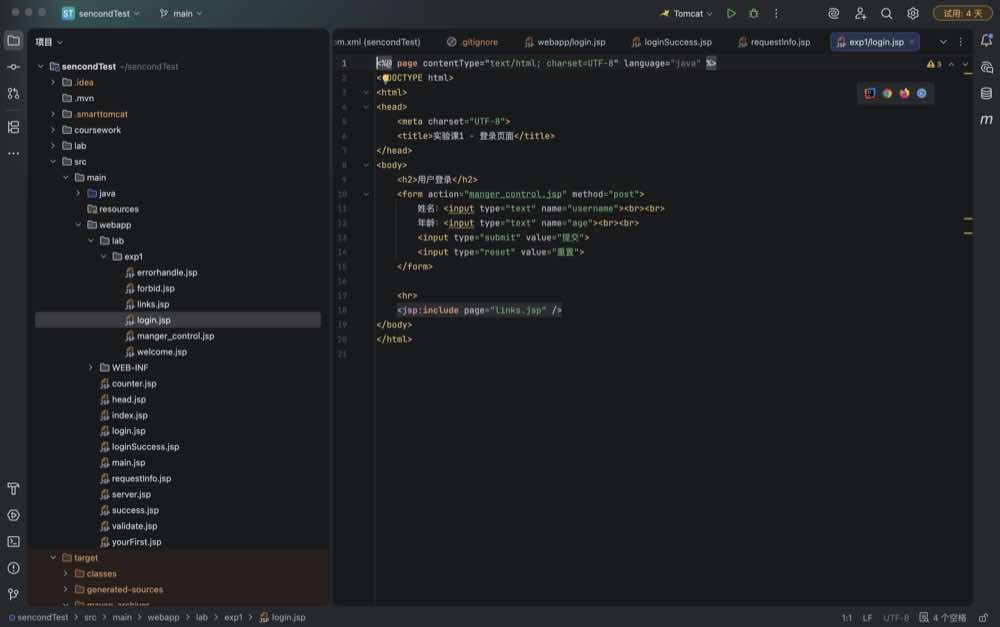 ST sencondTest
main
Tomcat
试用: 4 天
项目
om.xml (sencondTest)
.gitignore
webapp/login.jsp
loginSuccess.jsp
requestInfo.jsp
exp1/login.jsp
sencondTest ~/sencondTest
.idea
.mvn
.smarttomcat
coursework
lab
src
main
java
resources
webapp
lab
exp1
errorhandle.jsp
forbid.jsp
links.jsp
login.jsp
manger_control.jsp
welcome.jsp
WEB-INF
counter.jsp
head.jsp
index.jsp
login.jsp
loginSuccess.jsp
main.jsp
requestInfo.jsp
server.jsp
success.jsp
validate.jsp
yourFirst.jsp
target
classes
generated-sources
maven-archiver
1 <%@ page contentType="text/html; charset=UTF-8" language="java" %>
2 <!DOCTYPE html>
3 <html>
4 <head>
5 <meta charset="UTF-8">
6 <title>实验课1 - 登录页面</title>
7 </head>
8 <body>
9 <h2>用户登录</h2>
10 <form action="manger_control.jsp" method="post">
11 姓名: <input type="text" name="username"><br><br>
12 年龄: <input type="text" name="age"><br><br>
13 <input type="submit" value="提交">
14 <input type="reset" value="重置">
15 </form>
16
17 <hr>
18 <jsp:include page="links.jsp" />
19 </body>
20 </html>
21
3
m
sencondTest > src > main > webapp > lab > exp1 > login.jsp
1:1 LF UTF-8 4 个空格